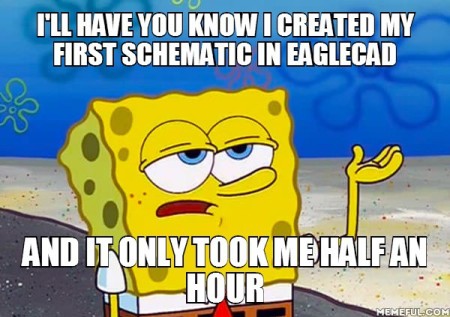 I'LL HAVE YOU KNOW I CREATED MY
FIRST SCHEMATIC IN EAGLECAD
AND IT ONLY TOOK ME HALF AN
HOUR
MEMEFUL.COM